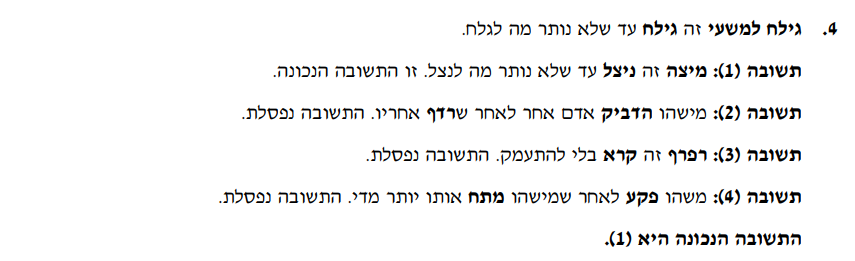 4. גילח למשעי זה גילח עד שלא נותר מה לגלח.
תשובה (1): מיצה זה ניצל עד שלא נותר מה לנצל. זו התשובה הנכונה.
תשובה (2): מישהו הדביק אדם אחר לאחר שרדף אחריו. התשובה נפסלת.
תשובה (3): רפרף זה קרא בלי להתעמק. התשובה נפסלת.
תשובה (4): משהו פקע לאחר שמישהו מתח אותו יותר מדי. התשובה נפסלת.
התשובה הנכונה היא (1).